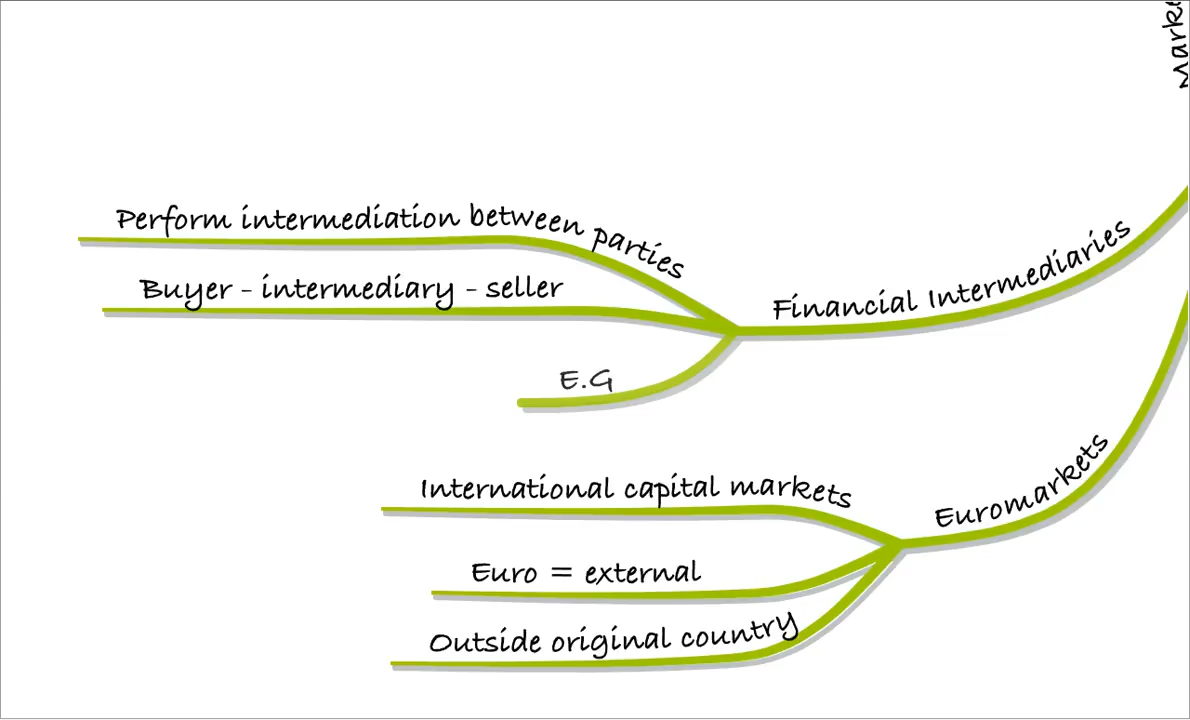 Perform intermediation between parties
Buyer - intermediary - seller
E.G
Financial Intermediaries
International capital markets
Euro = external
Outside original country
Euromarkets